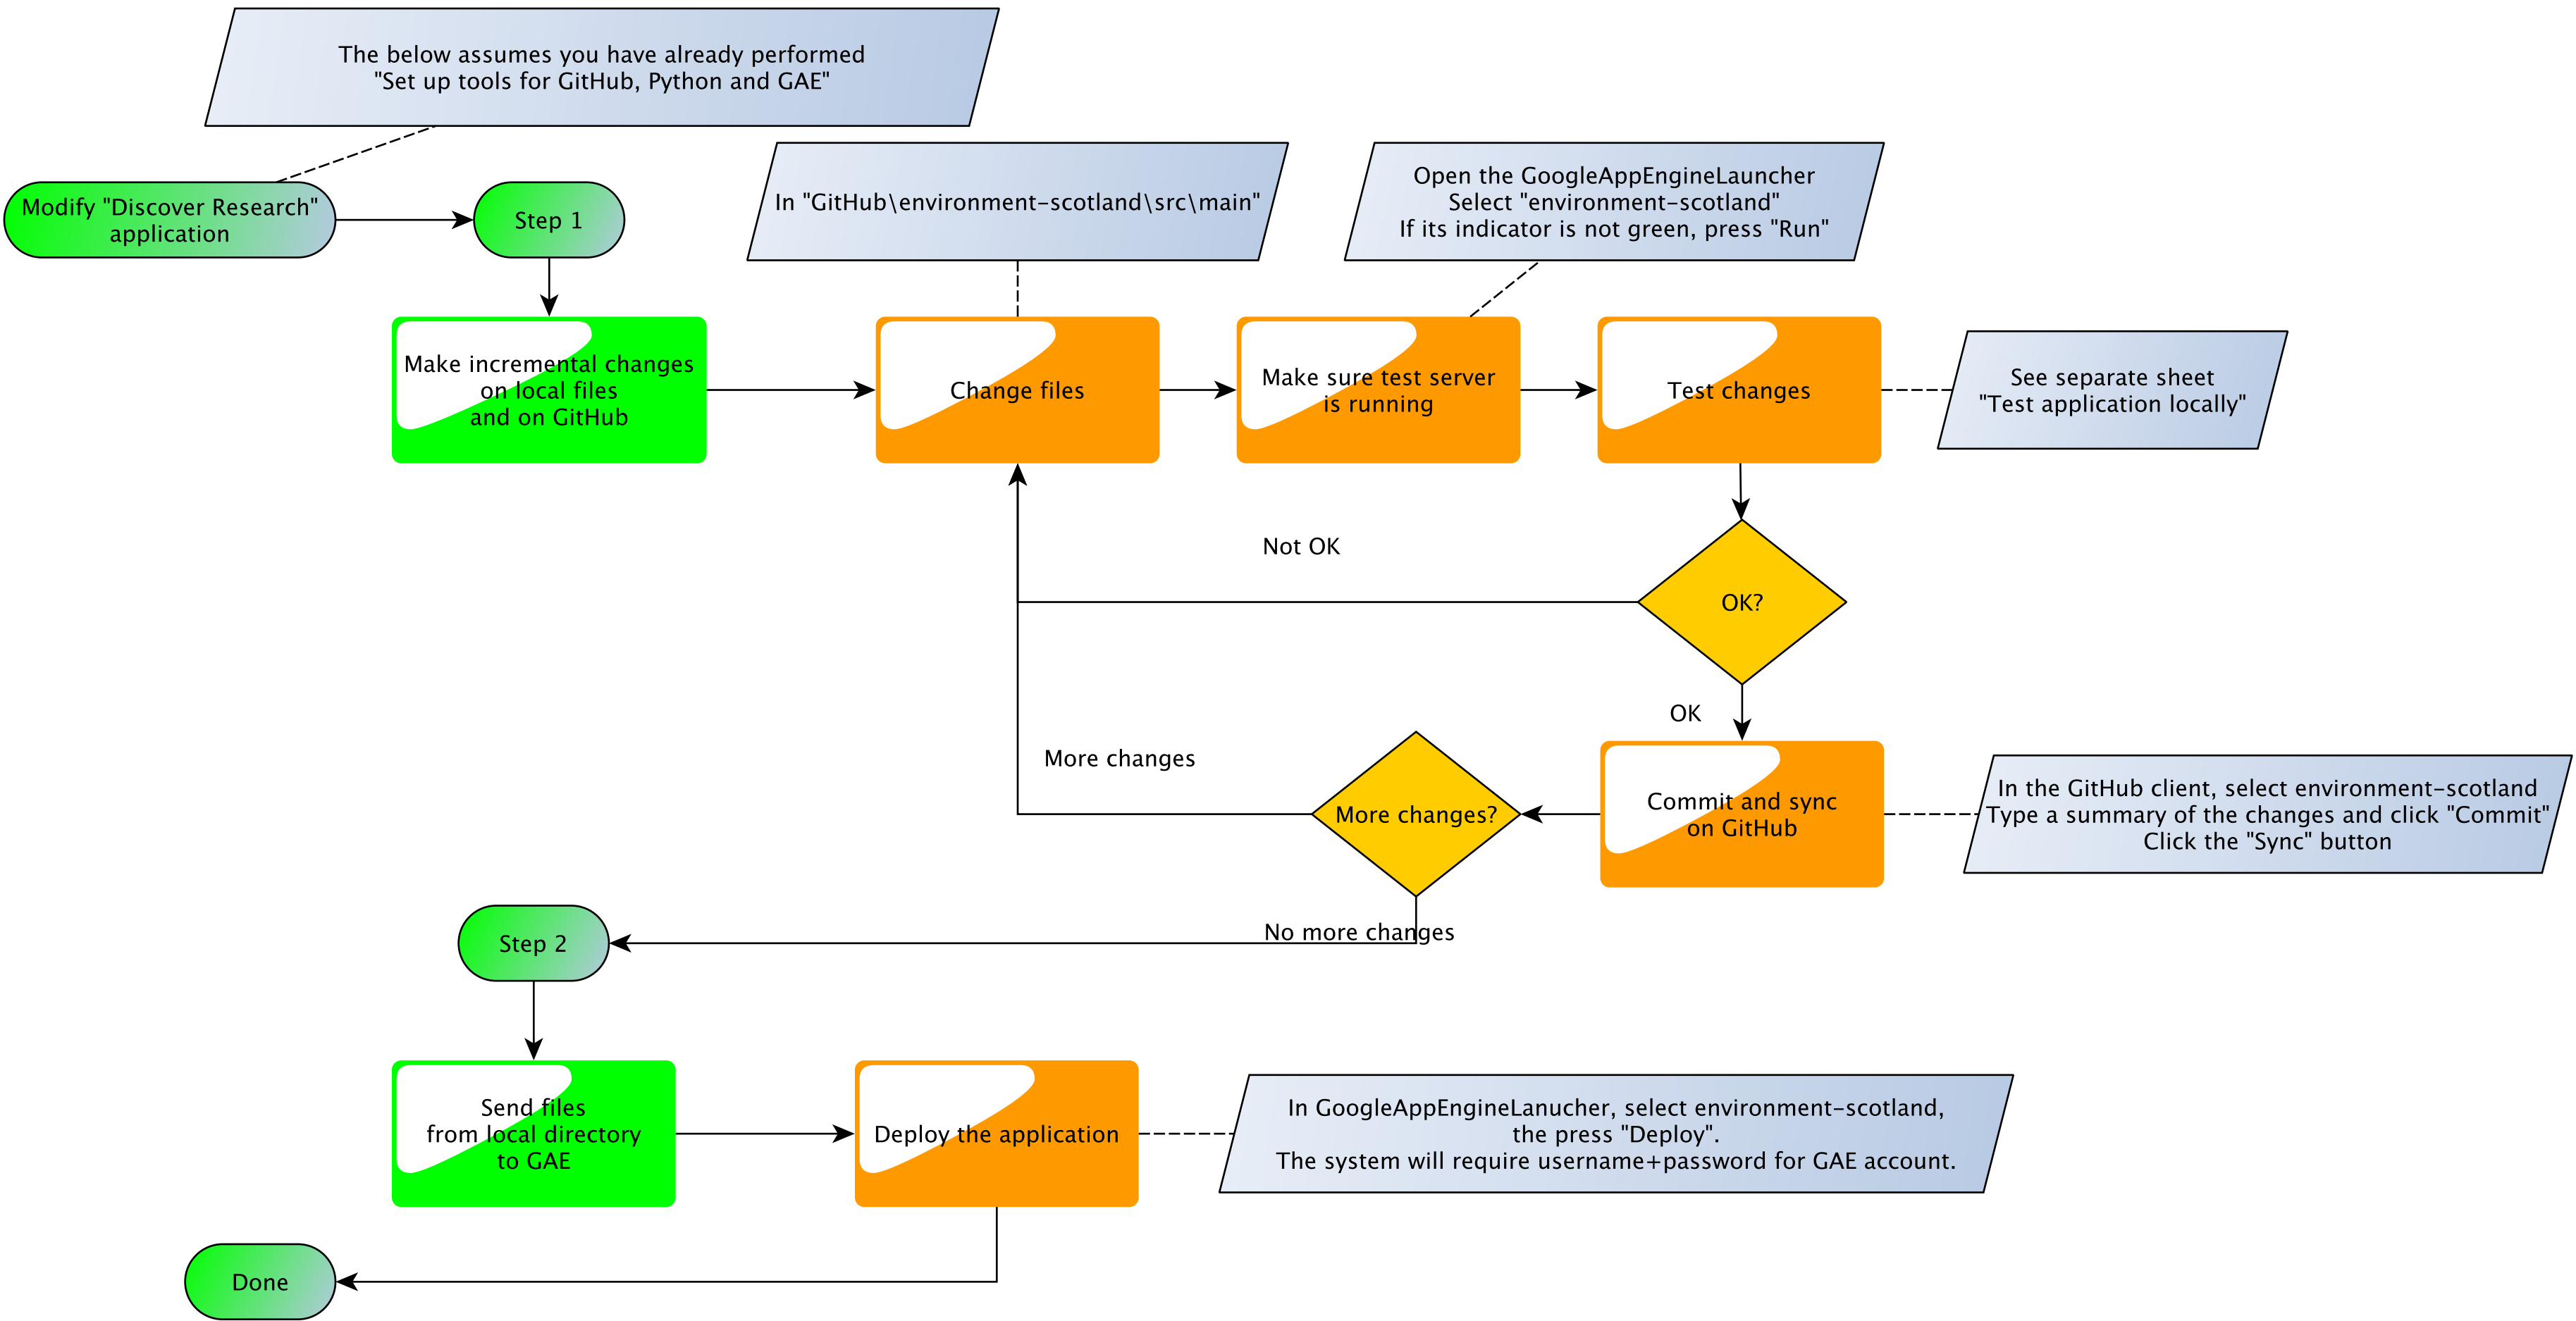 The below assumes you have already performed
"Set up tools for GitHub, Python and GAE"
Modify "Discover Research"
application
Step 1
In "GitHub\environment-scotland\src\main"
Open the GoogleAppEngineLauncher
Select "environment-scotland"
If its indicator is not green, press "Run"
Make incremental changes
on local files
and on GitHub
Change files
Make sure test server
is running
Test changes
See separate sheet
"Test application locally"
Not OK
OK?
OK
More changes
More changes?
Commit and sync
on GitHub
In the GitHub client, select environment-scotland
Type a summary of the changes and click "Commit"
Click the "Sync" button
No more changes
Step 2
Send files
from local directory
to GAE
Deploy the application
In GoogleAppEngineLanucher, select environment-scotland,
the press "Deploy".
The system will require username+password for GAE account.
Done